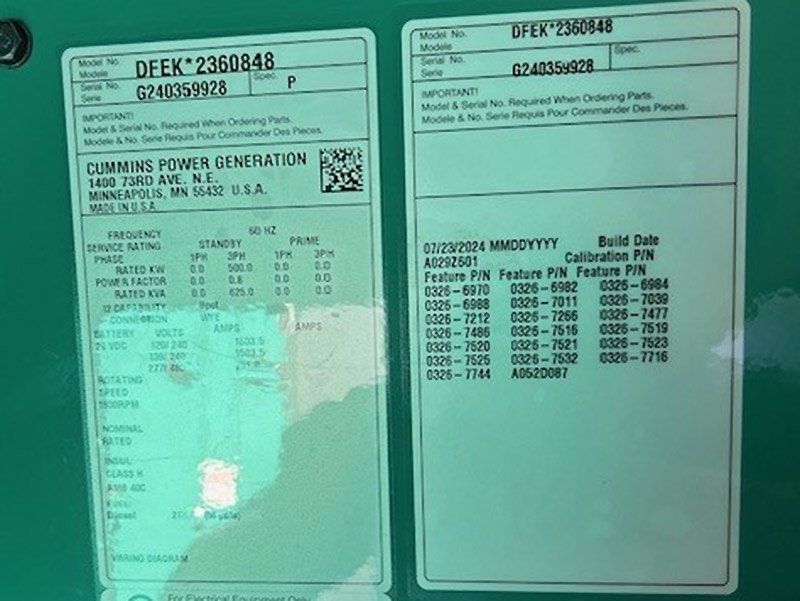 Model No. DFEK*2360848
Modele
Serial No. G240359928 Spec. P
Serie
IMPORTANT!
Model & Serial No. Required When Ordering Parts.
Modele & No. Serie Requis Pour Commander Des Pieces.
CUMMINS POWER GENERATION
1400 73RD AVE. N.E.
MINNEAPOLIS, MN 55432 U.S.A.
MADE IN U.S.A.
FREQUENCY 60 HZ
SERVICE RATING STANDBY PRIME
PHASE 1PH 3PH 1PH 3PH
RATED KW 0.0 500.0 0.0 0.0
POWER FACTOR 0.0 0.8 0.0 0.0
RATED KVA 0.0 625.0 0.0 0.0
CAPABILITY
CONNECTION WYE
BATTERY VOLTS AMPS AMPS
24 VDC 120/240 1503.5
139/240 1503.5
277/480
ROTATING
SPEED
1800RPM
NOMINAL
RATED
INSUL:
CLASS H
AMB 40C
FUEL:
Diesel
WIRING DIAGRAM
For Electrical Equipment Only
Model No. DFEK*2360848
Modele
Serial No. G240359928 Spec.
Serie
IMPORTANT!
Model & Serial No. Required When Ordering Parts.
Modele & No. Serie Requis Pour Commander Des Pieces.
07/23/2024 MMDDYYYY Build Date
A029Z601 Calibration P/N
Feature P/N Feature P/N Feature P/N
0326-6970 0326-6982 0326-6984
0326-6988 0326-7011 0326-7039
0326-7212 0326-7266 0326-7477
0326-7486 0326-7516 0326-7519
0326-7520 0326-7521 0326-7523
0326-7525 0326-7532 0326-7716
0326-7744 A052D087